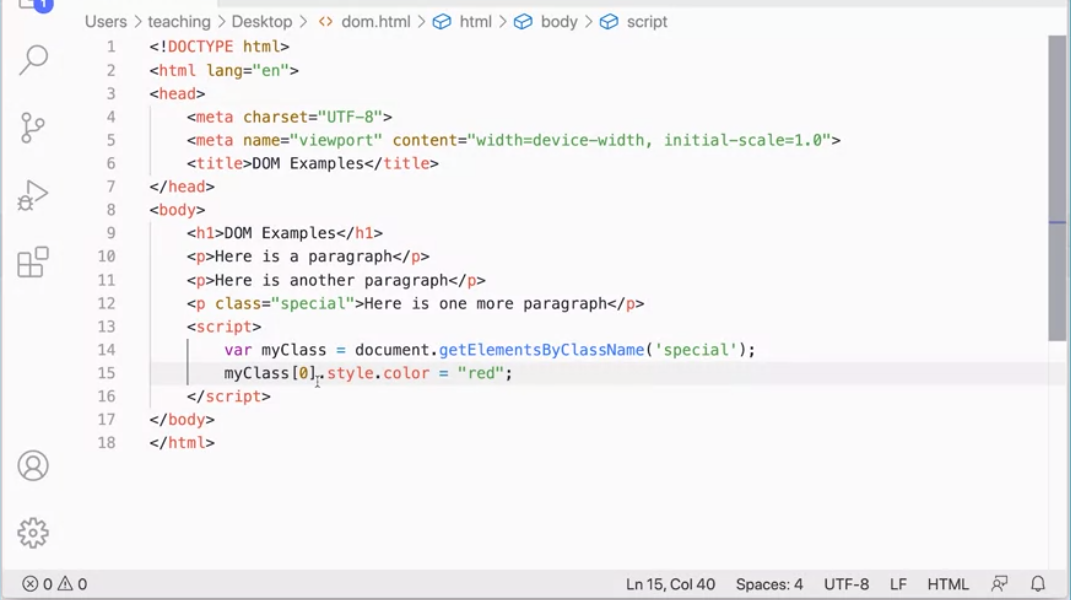 1
Users > teaching > Desktop > dom.html > html > body > script
1 <!DOCTYPE html>
2 <html lang="en">
3 <head>
4     <meta charset="UTF-8">
5     <meta name="viewport" content="width=device-width, initial-scale=1.0">
6     <title>DOM Examples</title>
7 </head>
8 <body>
9     <h1>DOM Examples</h1>
10     <p>Here is a paragraph</p>
11     <p>Here is another paragraph</p>
12     <p class="special">Here is one more paragraph</p>
13     <script>
14         var myClass = document.getElementsByClassName('special');
15         myClass[0].style.color = "red";
16     </script>
17 </body>
18 </html>
0 0 Ln 15, Col 40 Spaces: 4 UTF-8 LF HTML